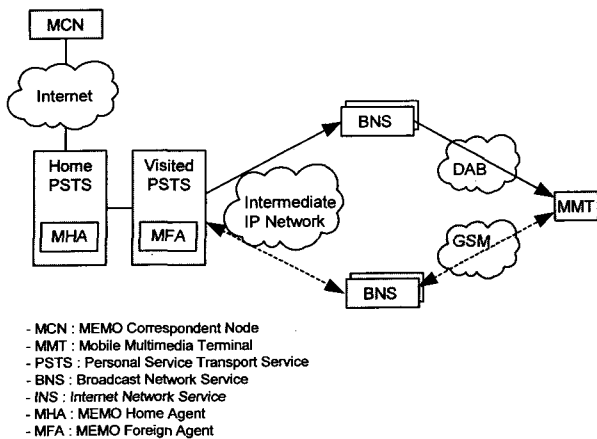 MCN
Internet
Home
PSTS
MHA
Visited
PSTS
MFA
Intermediate
IP Network
BNS
DAB
MMT
GSM
BNS
- MCN : MEMO Correspondent Node
- MMT : Mobile Multimedia Terminal
- PSTS : Personal Service Transport Service
- BNS : Broadcast Network Service
- INS : Internet Network Service
- MHA : MEMO Home Agent
- MFA : MEMO Foreign Agent